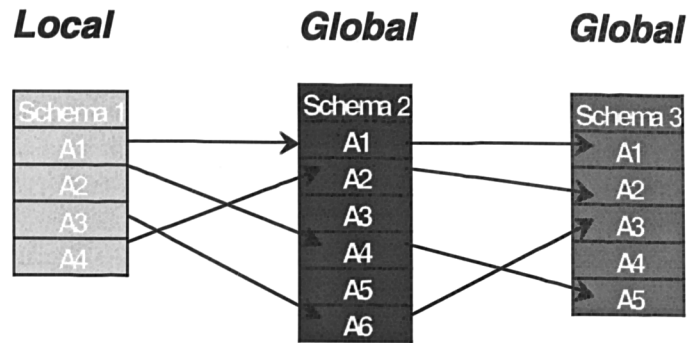 Local
Global
Global
Schema 1
A1
A2
A3
A4
Schema 2
A1
A2
A3
A4
A5
A6
Schema 3
A1
A2
A3
A4
A5